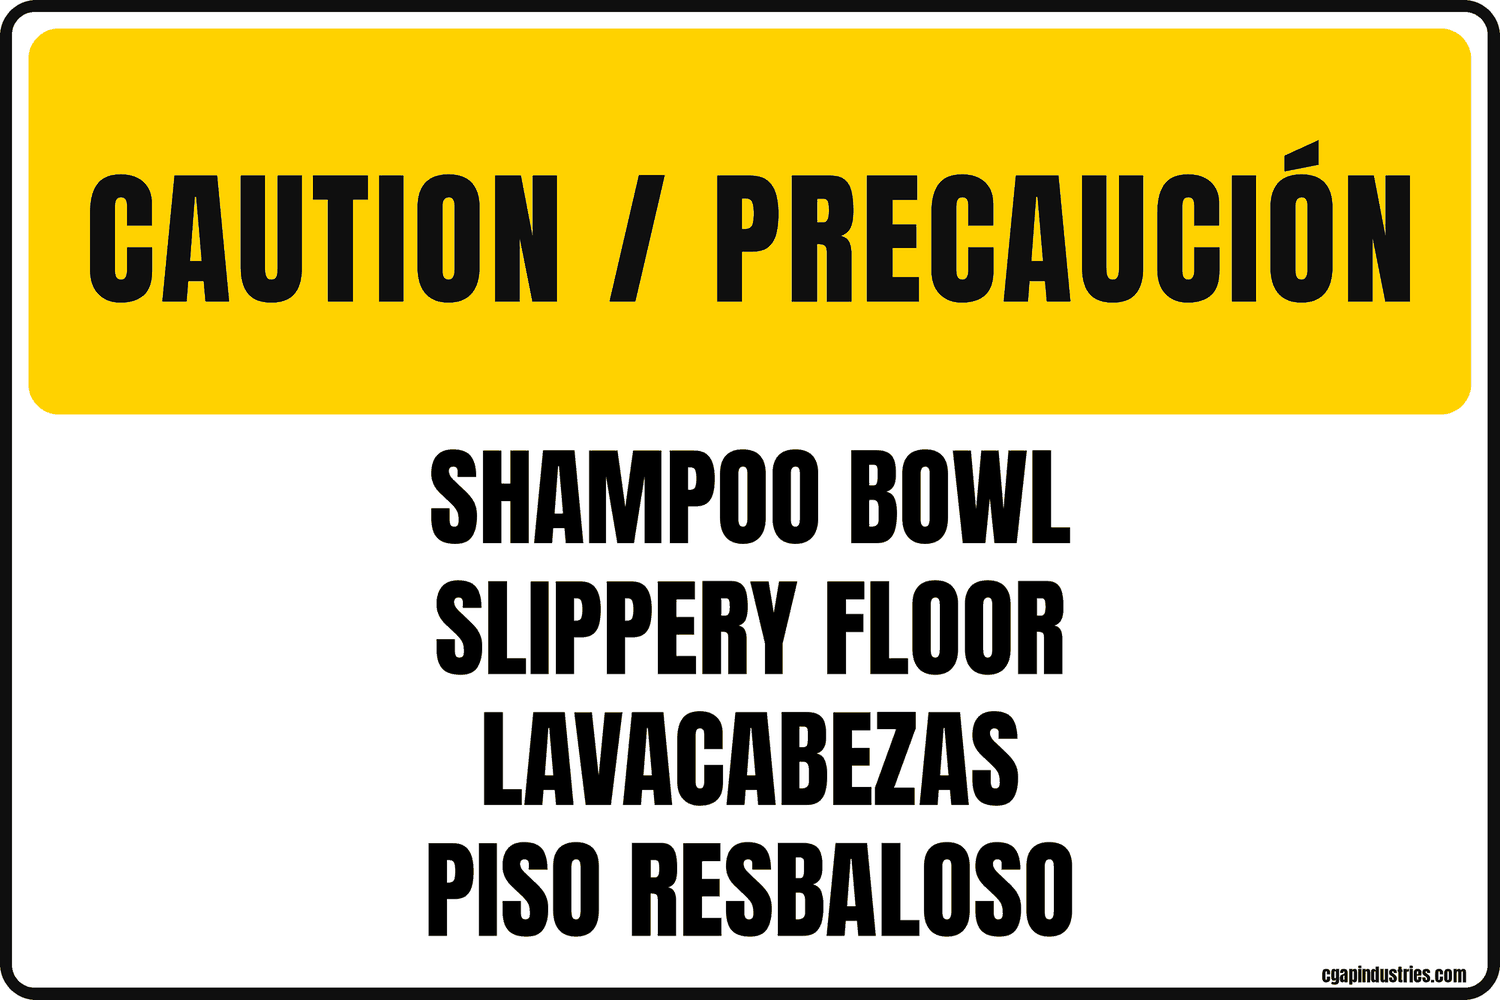 CAUTION / PRECAUCIÓN
SHAMPOO BOWL
SLIPPERY FLOOR
LAVACABEZAS
PISO RESBALOSO
cgapindustries.com